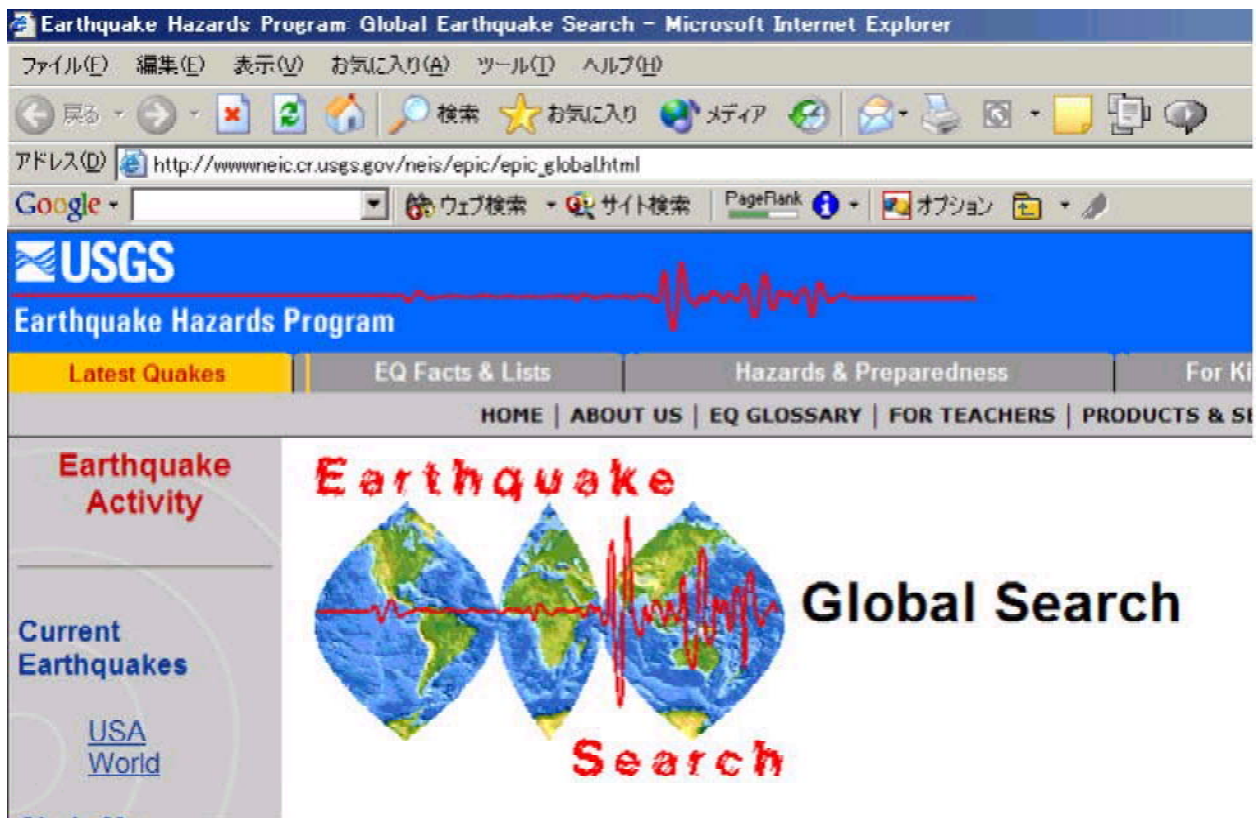 Earthquake Hazards Program: Global Earthquake Search - Microsoft Internet Explorer
ファイル(F) 編集(E) 表示(V) お気に入り(A) ツール(T) ヘルプ(H)
戻る 検索 お気に入り メディア
アドレス(D) http://wwwneic.cr.usgs.gov/neis/epic/epic_global.html
Google ウェブ検索 サイト検索 PageRank オプション
USGS
Earthquake Hazards Program
Latest Quakes EQ Facts & Lists Hazards & Preparedness For Ki
HOME | ABOUT US | EQ GLOSSARY | FOR TEACHERS | PRODUCTS & SE
Earthquake
Activity
Current
Earthquakes
USA
World
Earthquake
Search
Global Search